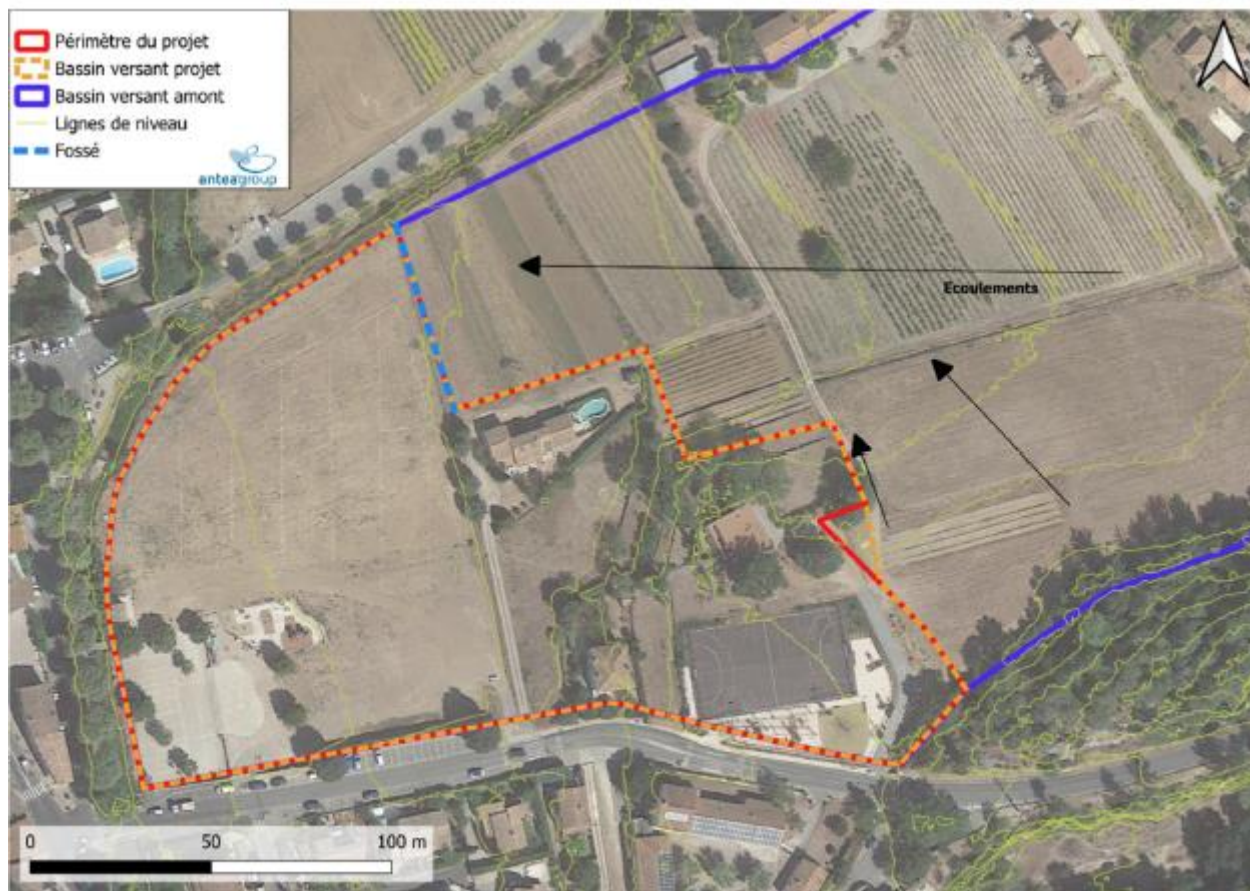 Périmètre du projet
Bassin versant projet
Bassin versant amont
Lignes de niveau
Fossé
anteagroup
Ecoulements
0 50 100 m